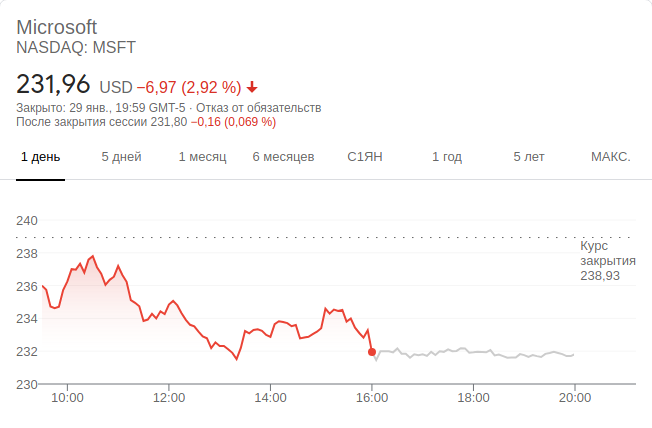 Microsoft
NASDAQ: MSFT
231,96 USD −6,97 (2,92 %)
Закрыто: 29 янв., 19:59 GMT-5 · Отказ от обязательств
После закрытия сессии 231,80 −0,16 (0,069 %)
1 день 5 дней 1 месяц 6 месяцев С1ЯН 1 год 5 лет МАКС.
240
238
236
234
232
230
Курс
закрытия
238,93
10:00 12:00 14:00 16:00 18:00 20:00